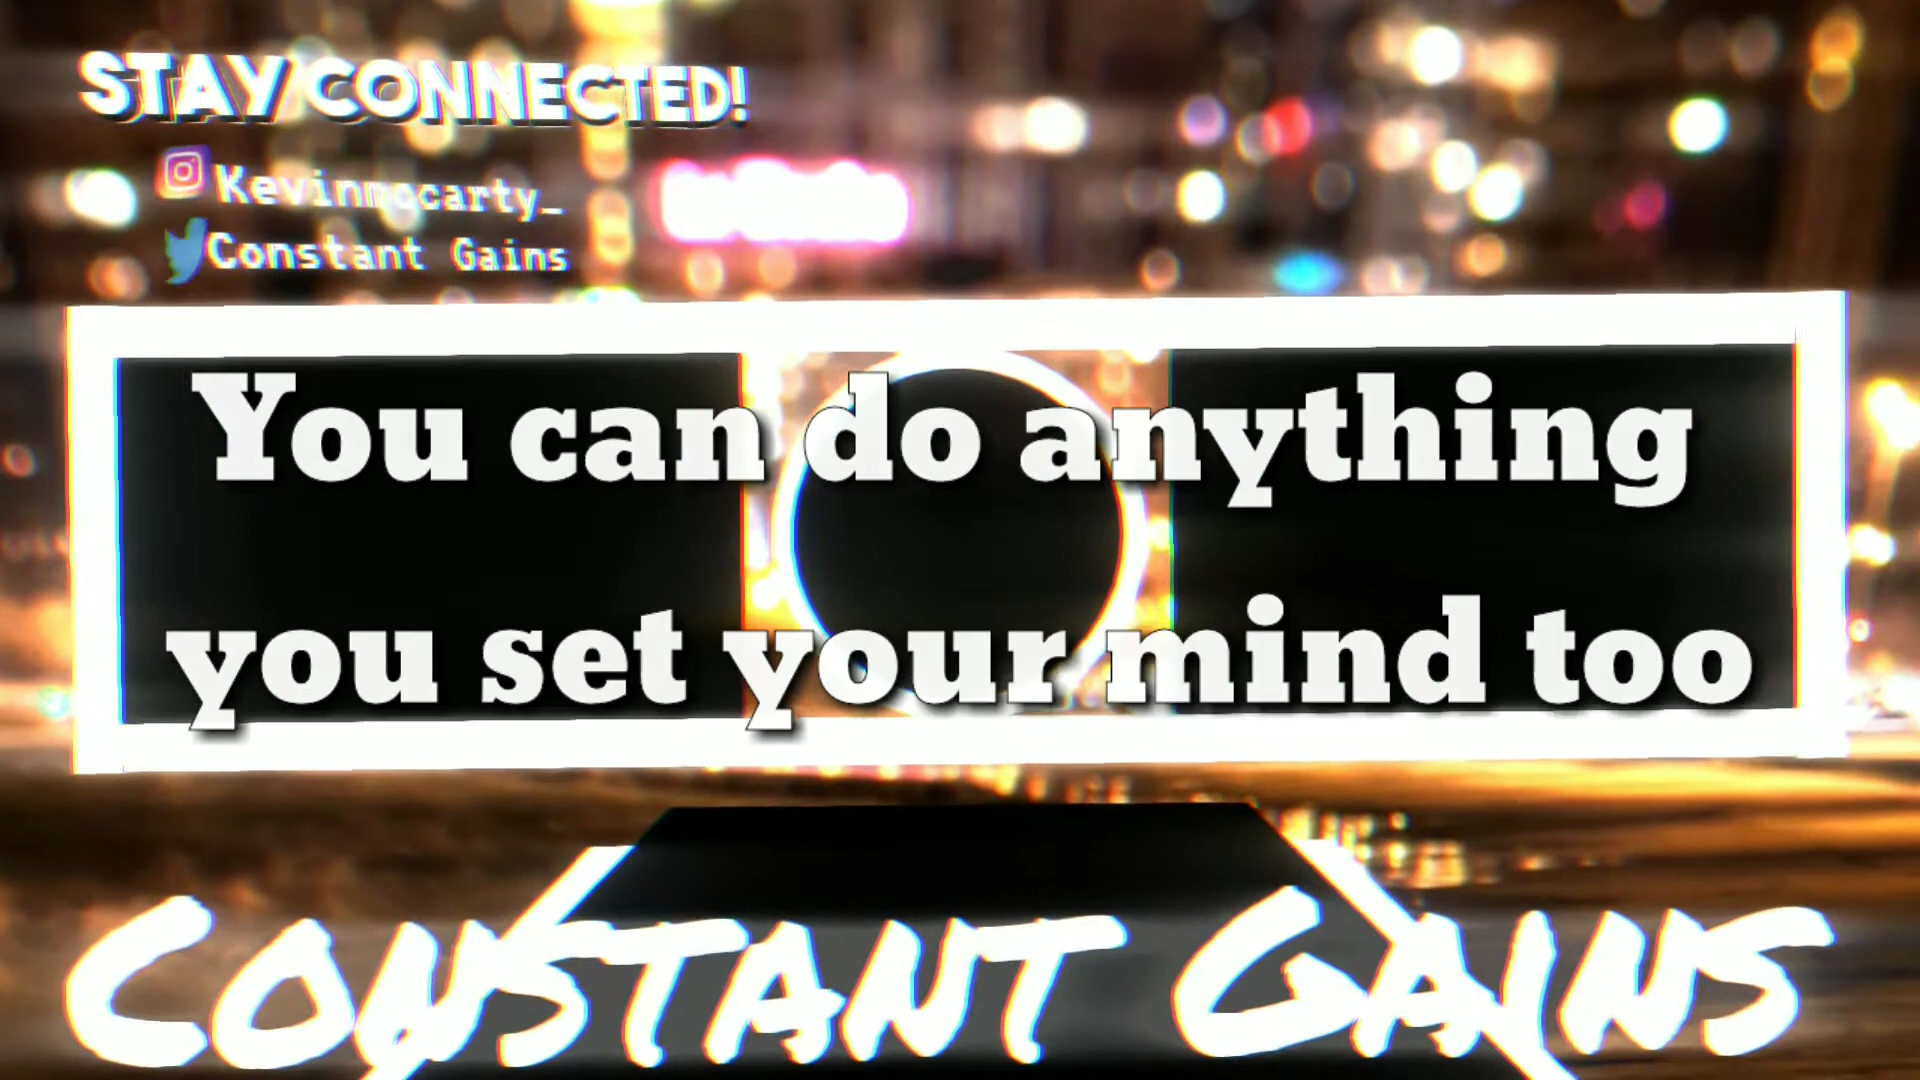 STAY CONNECTED!
Kevinmccarty_
Constant Gains
You can do anything
you set your mind too
CONSTANT GAINS